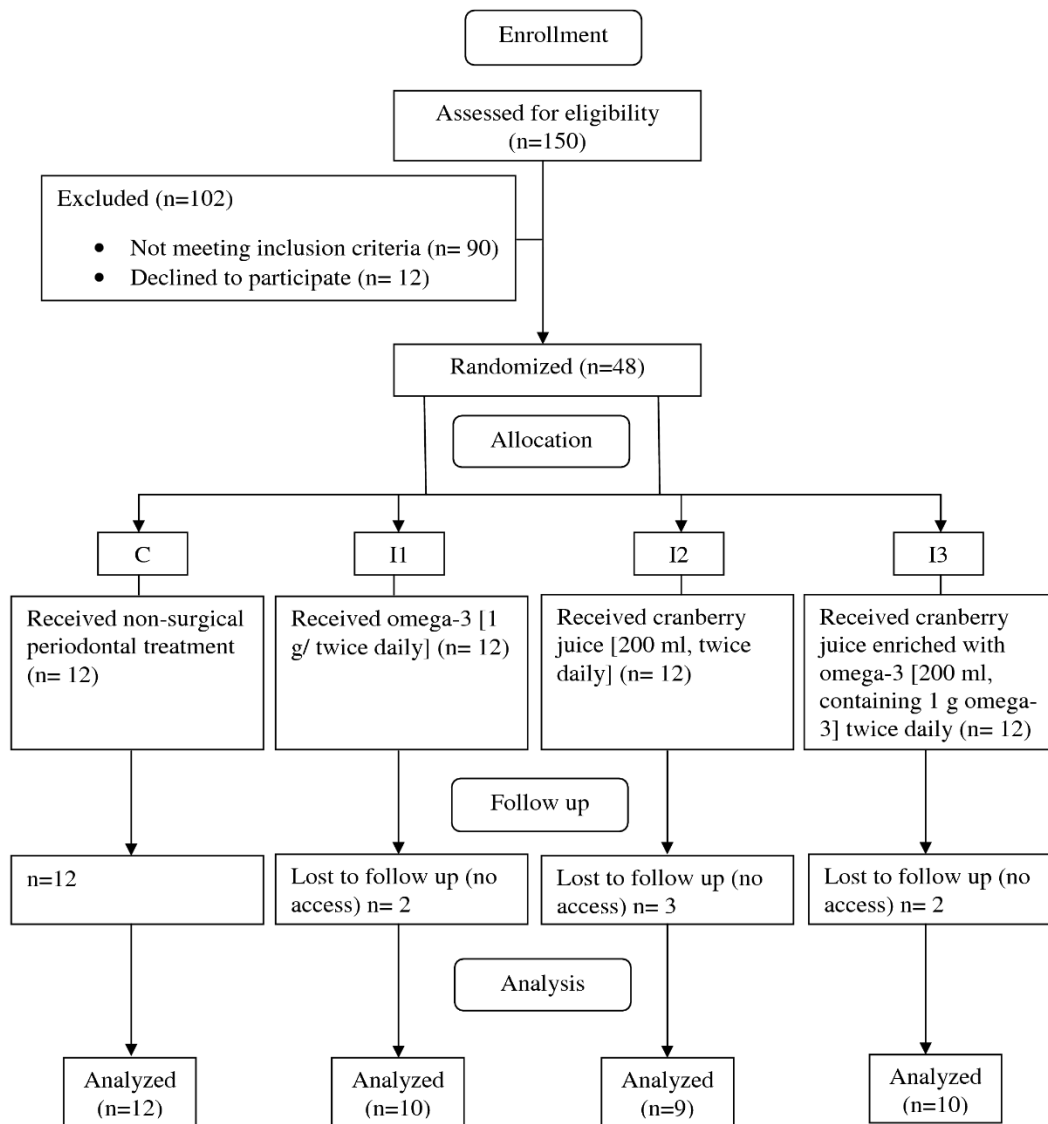 Enrollment
Assessed for eligibility
(n=150)
Excluded (n=102)
• Not meeting inclusion criteria (n= 90)
• Declined to participate (n= 12)
Randomized (n=48)
Allocation
C
I1
I2
I3
Received non-surgical
periodontal treatment
(n= 12)
Received omega-3 [1
g/ twice daily] (n= 12)
Received cranberry
juice [200 ml, twice
daily] (n= 12)
Received cranberry
juice enriched with
omega-3 [200 ml,
containing 1 g omega-
3] twice daily (n= 12)
Follow up
n=12
Lost to follow up (no
access) n= 2
Lost to follow up (no
access) n= 3
Lost to follow up (no
access) n= 2
Analysis
Analyzed
(n=12)
Analyzed
(n=10)
Analyzed
(n=9)
Analyzed
(n=10)